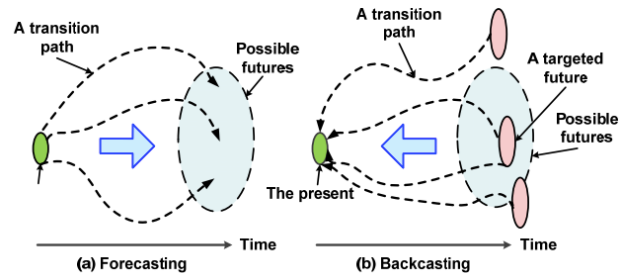 A transition
path
Possible
futures
Time
(a) Forecasting
A transition
path
A targeted
future
Possible
futures
The present
Time
(b) Backcasting